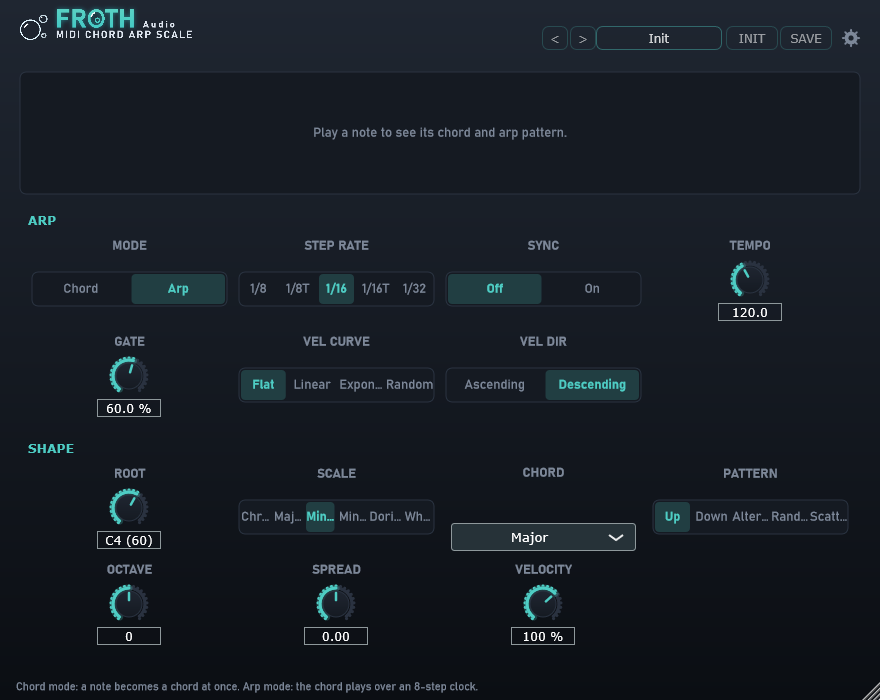 FROTH Audio
MIDI CHORD ARP SCALE
< > Init INIT SAVE
Play a note to see its chord and arp pattern.
ARP
MODE STEP RATE SYNC TEMPO
Chord Arp 1/8 1/8T 1/16 1/16T 1/32 Off On
120.0
GATE VEL CURVE VEL DIR
Flat Linear Expon... Random Ascending Descending
60.0 %
SHAPE
ROOT SCALE CHORD PATTERN
Chr... Maj... Min... Min... Dori... Wh... Up Down Alter... Rand... Scatt...
C4 (60) Major
OCTAVE SPREAD VELOCITY
0 0.00 100 %
Chord mode: a note becomes a chord at once. Arp mode: the chord plays over an 8-step clock.